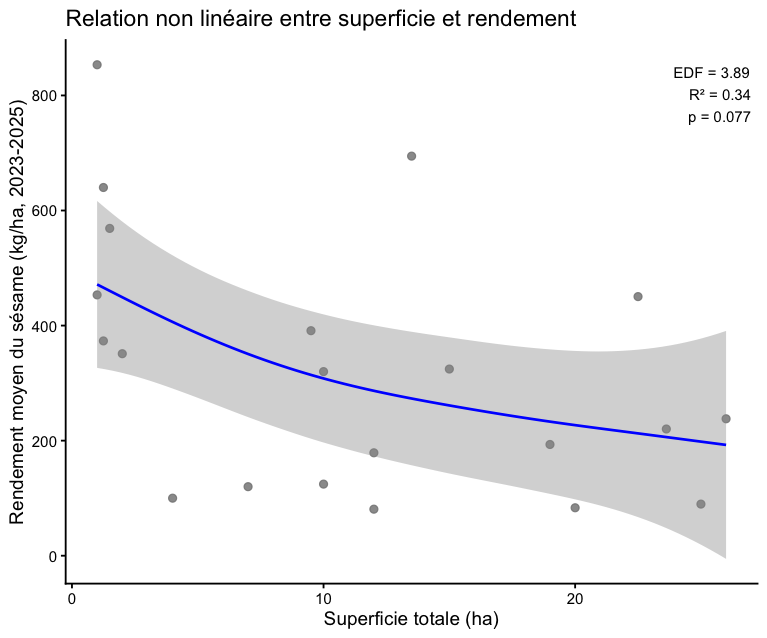 Relation non linéaire entre superficie et rendement
EDF = 3.89
R² = 0.34
p = 0.077
Rendement moyen du sésame (kg/ha, 2023-2025)
800
600
400
200
0
0 10 20
Superficie totale (ha)